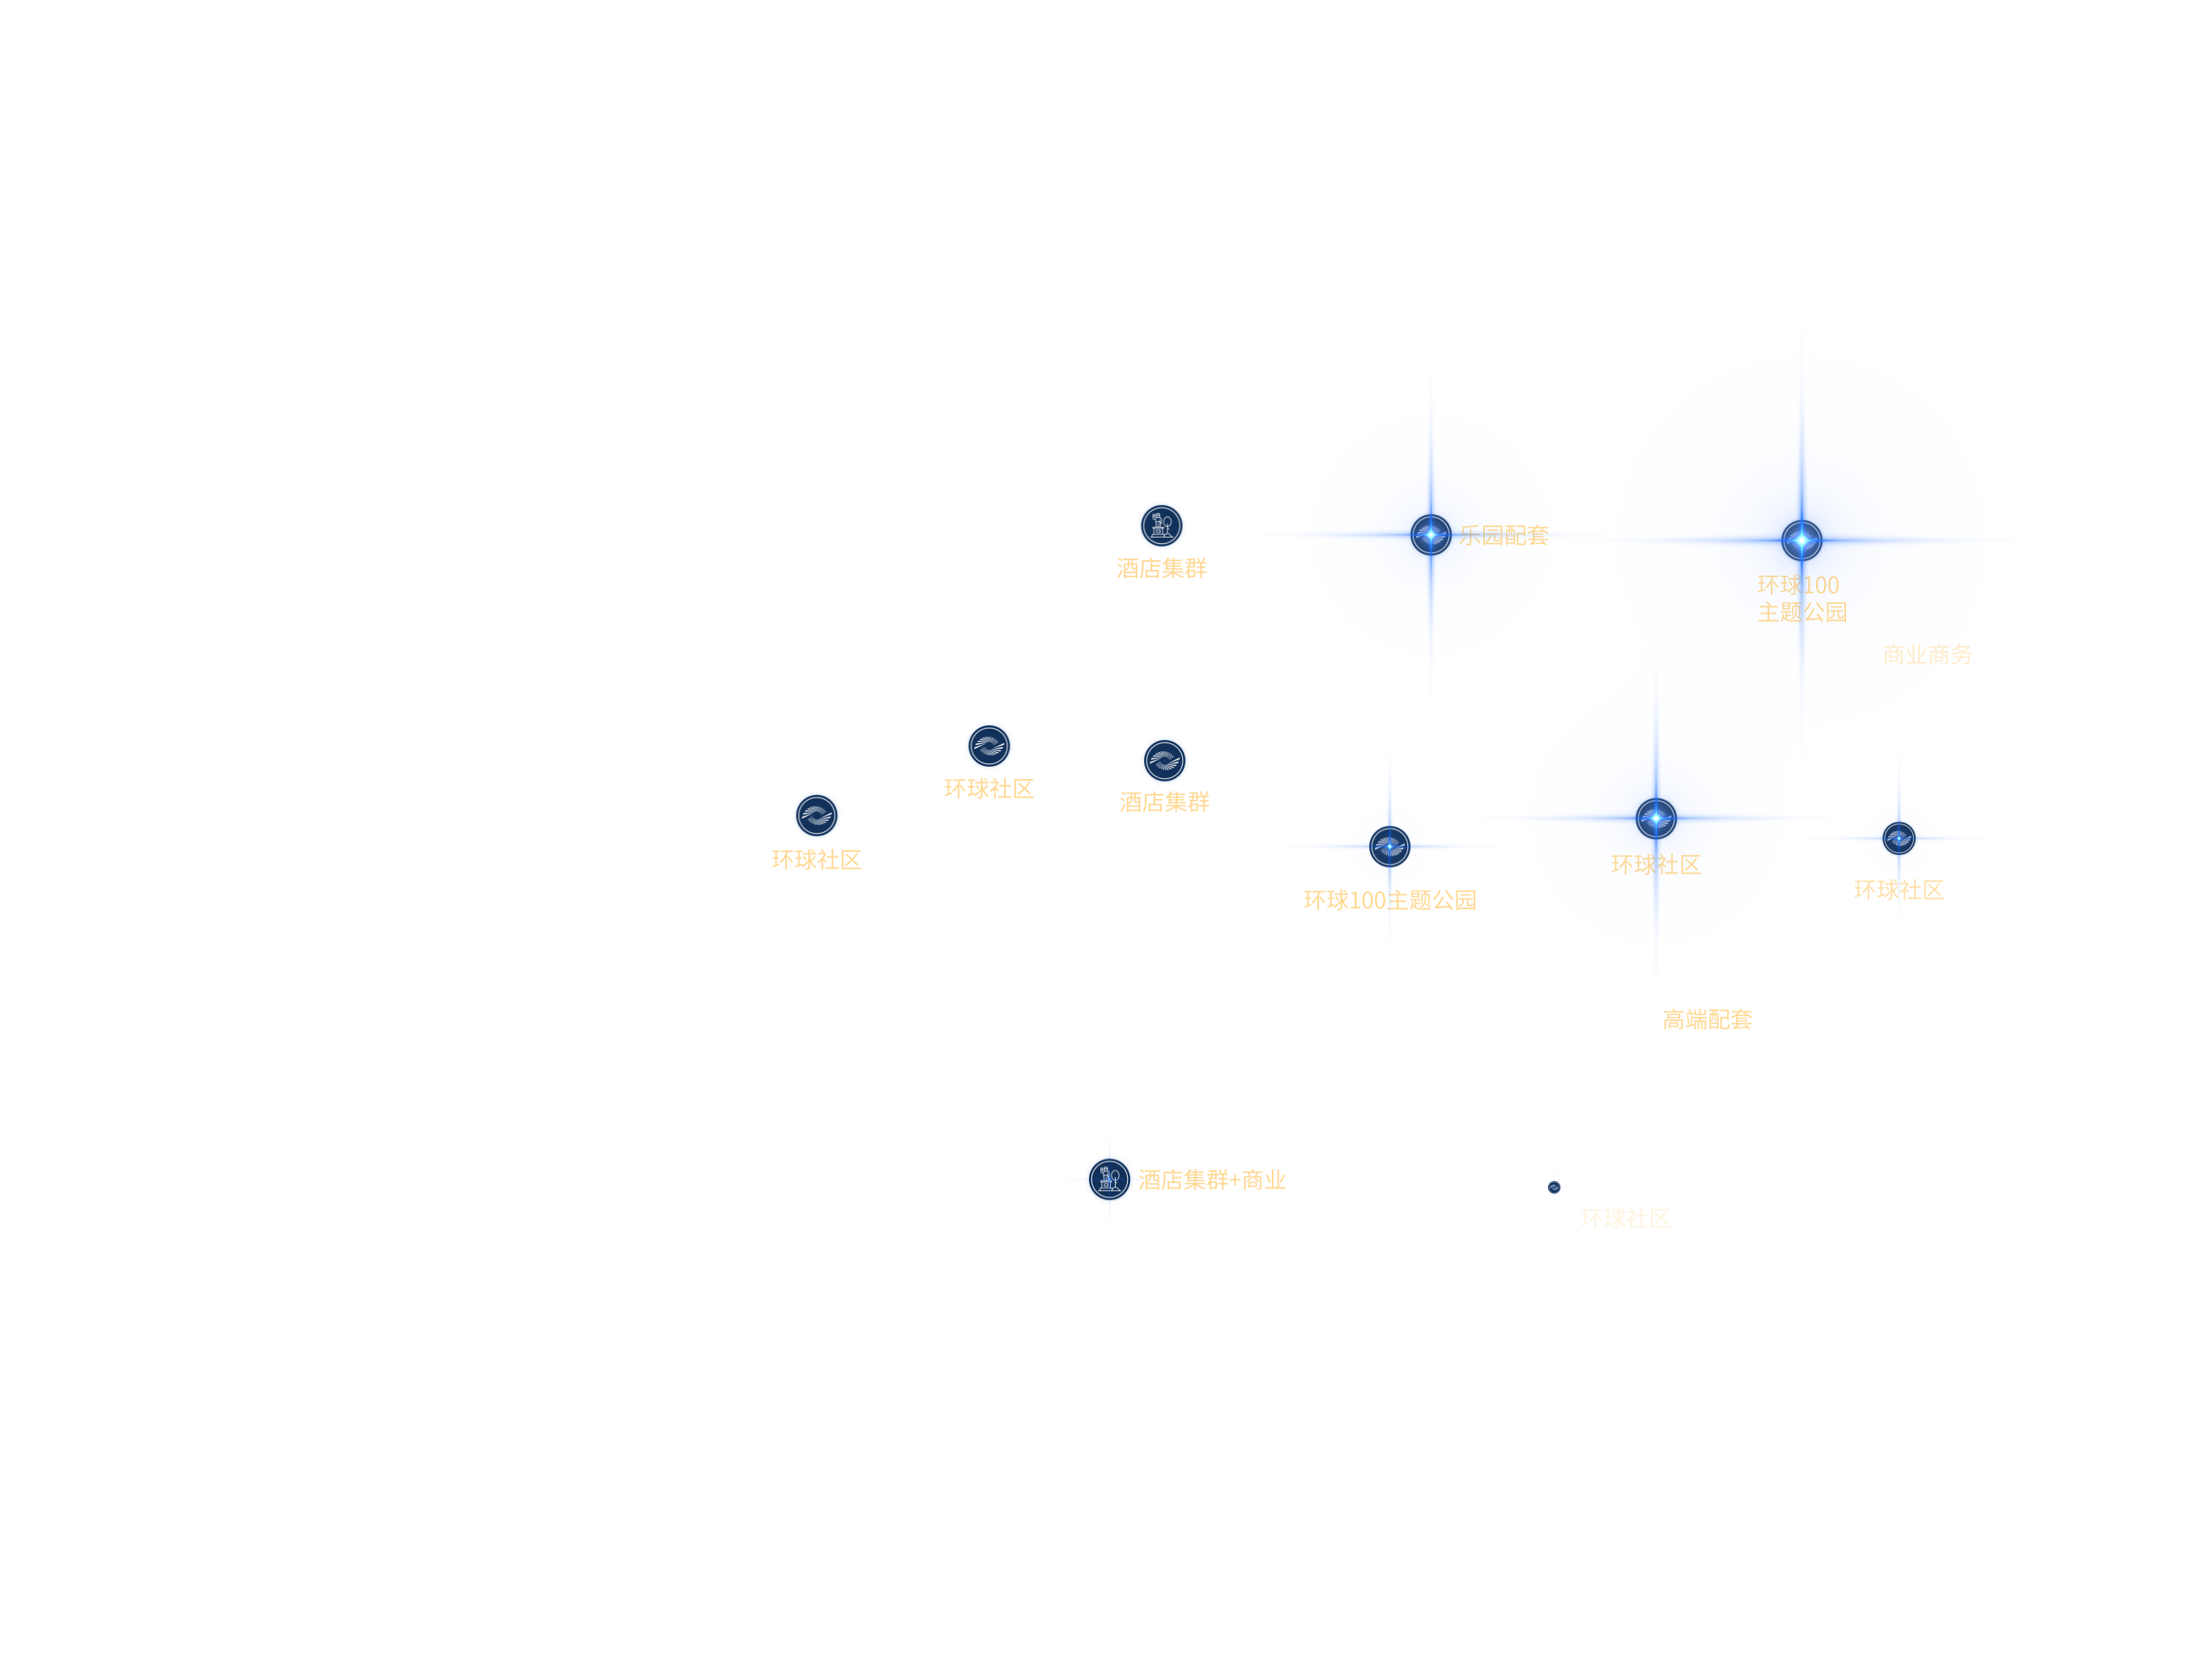 乐园配套
酒店集群
环球100
主题公园
商业商务
环球社区
酒店集群
环球社区
环球社区
环球社区
环球100主题公园
高端配套
酒店集群+商业
环球社区